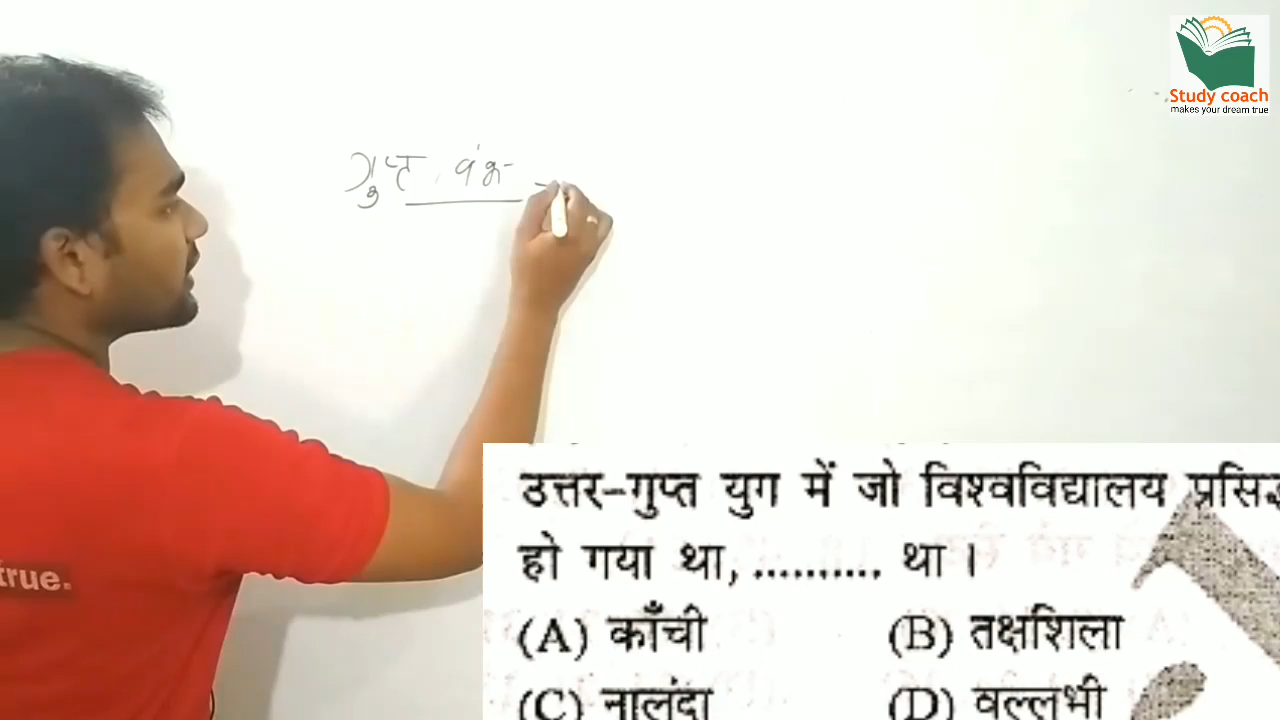 Study coach
makes your dream true
गुप्त वंश
true.
उत्तर-गुप्त युग में जो विश्वविद्यालय प्रसिद्ध
हो गया था, .......... था ।
(A) काँची (B) तक्षशिला
(C) नालंदा (D) वल्लभी